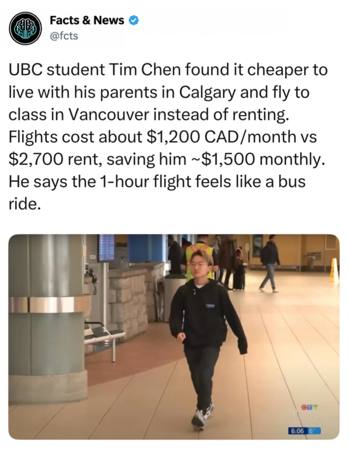 Facts & News
@fcts
UBC student Tim Chen found it cheaper to
live with his parents in Calgary and fly to
class in Vancouver instead of renting.
Flights cost about $1,200 CAD/month vs
$2,700 rent, saving him ~$1,500 monthly.
He says the 1-hour flight feels like a bus
ride.
CTV
6:06